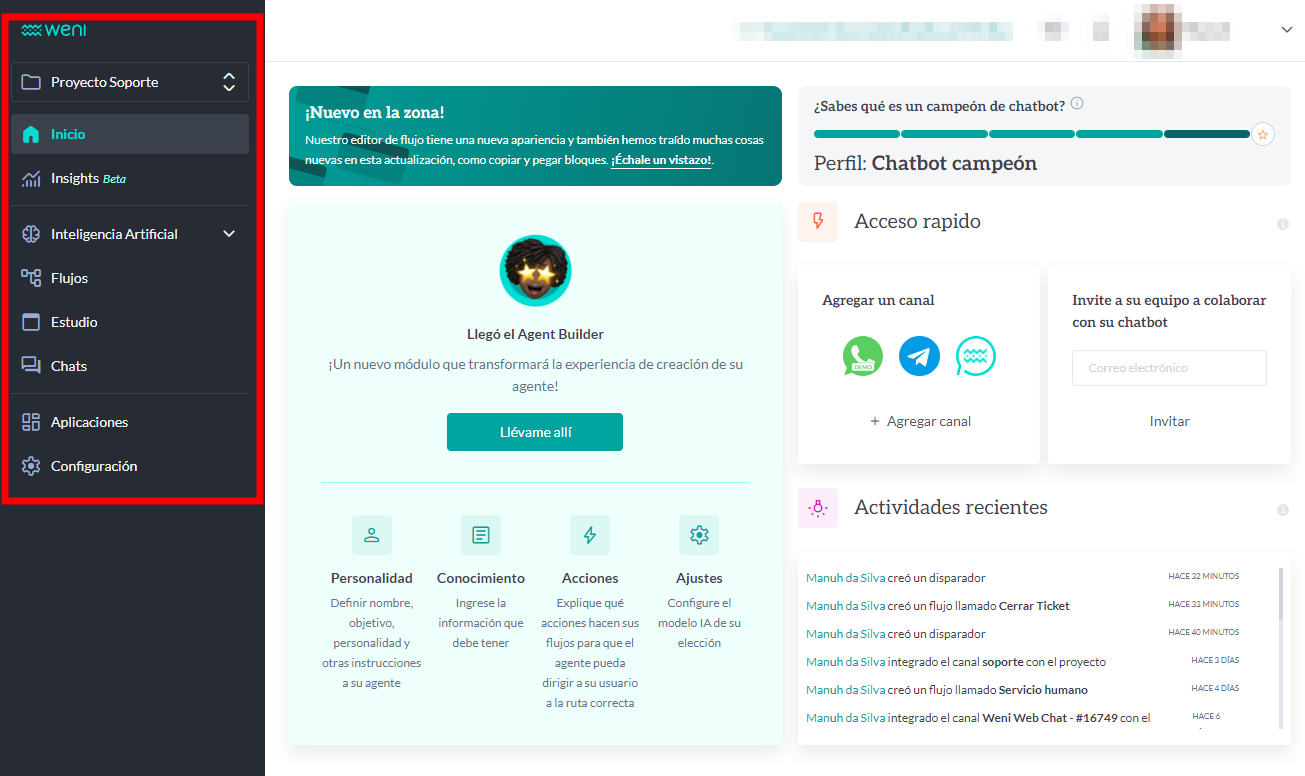 weni
Proyecto Soporte
Inicio
Insights Beta
Inteligencia Artificial
Flujos
Estudio
Chats
Aplicaciones
Configuración
¡Nuevo en la zona!
Nuestro editor de flujo tiene una nueva apariencia y también hemos traído muchas cosas
nuevas en esta actualización, como copiar y pegar bloques. ¡Échale un vistazo!.
¿Sabes qué es un campeón de chatbot?
Perfil: Chatbot campeón
Llegó el Agent Builder
¡Un nuevo módulo que transformará la experiencia de creación de su
agente!
Llévame allí
Personalidad
Definir nombre,
objetivo,
personalidad y
otras instrucciones
a su agente
Conocimiento
Ingrese la
información que
debe tener
Acciones
Explique qué
acciones hacen sus
flujos para que el
agente pueda
dirigir a su usuario
a la ruta correcta
Ajustes
Configure el
modelo IA de su
elección
Acceso rapido
Agregar un canal
DEMO
+ Agregar canal
Invite a su equipo a colaborar
con su chatbot
Correo electrónico
Invitar
Actividades recientes
Manuh da Silva creó un disparador HACE 32 MINUTOS
Manuh da Silva creó un flujo llamado Cerrar Ticket HACE 33 MINUTOS
Manuh da Silva creó un disparador HACE 40 MINUTOS
Manuh da Silva integrado el canal soporte con el proyecto HACE 3 DÍAS
Manuh da Silva creó un flujo llamado Servicio humano HACE 4 DÍAS
Manuh da Silva integrado el canal Weni Web Chat - #16749 con el HACE 6